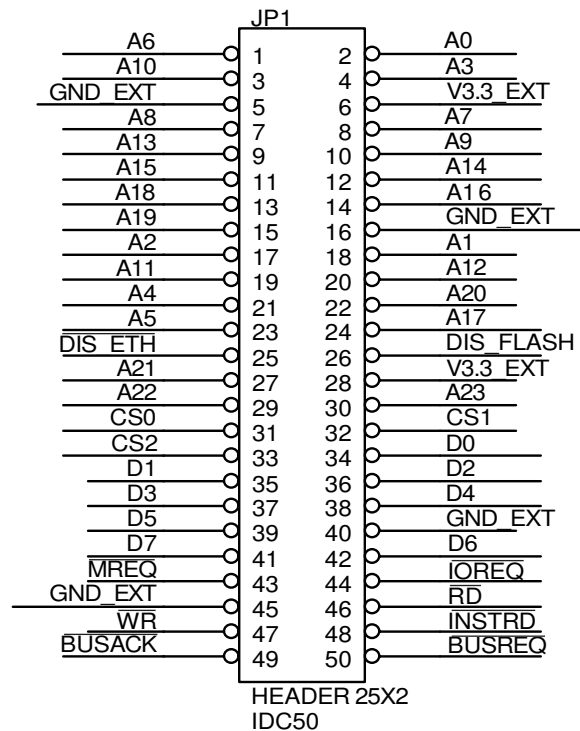 JP1
A6 1 2 A0
A10 3 4 A3
GND_EXT 5 6 V3.3_EXT
A8 7 8 A7
A13 9 10 A9
A15 11 12 A14
A18 13 14 A16
A19 15 16 GND_EXT
A2 17 18 A1
A11 19 20 A12
A4 21 22 A20
A5 23 24 A17
DIS_ETH 25 26 DIS_FLASH
A21 27 28 V3.3_EXT
A22 29 30 A23
CS0 31 32 CS1
CS2 33 34 D0
D1 35 36 D2
D3 37 38 D4
D5 39 40 GND_EXT
D7 41 42 D6
MREQ 43 44 IOREQ
GND_EXT 45 46 RD
WR 47 48 INSTRD
BUSACK 49 50 BUSREQ
HEADER 25X2
IDC50